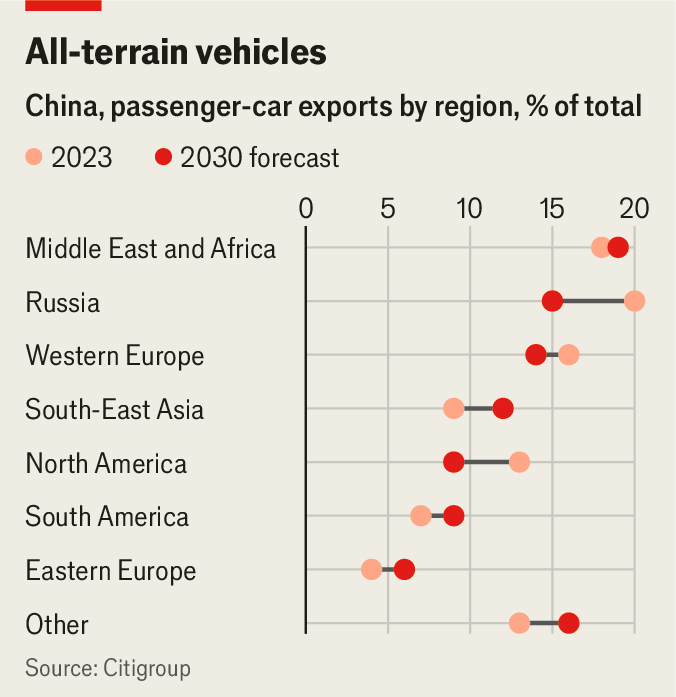 All-terrain vehicles
China, passenger-car exports by region, % of total
2023 2030 forecast
0 5 10 15 20
Middle East and Africa
Russia
Western Europe
South-East Asia
North America
South America
Eastern Europe
Other
Source: Citigroup